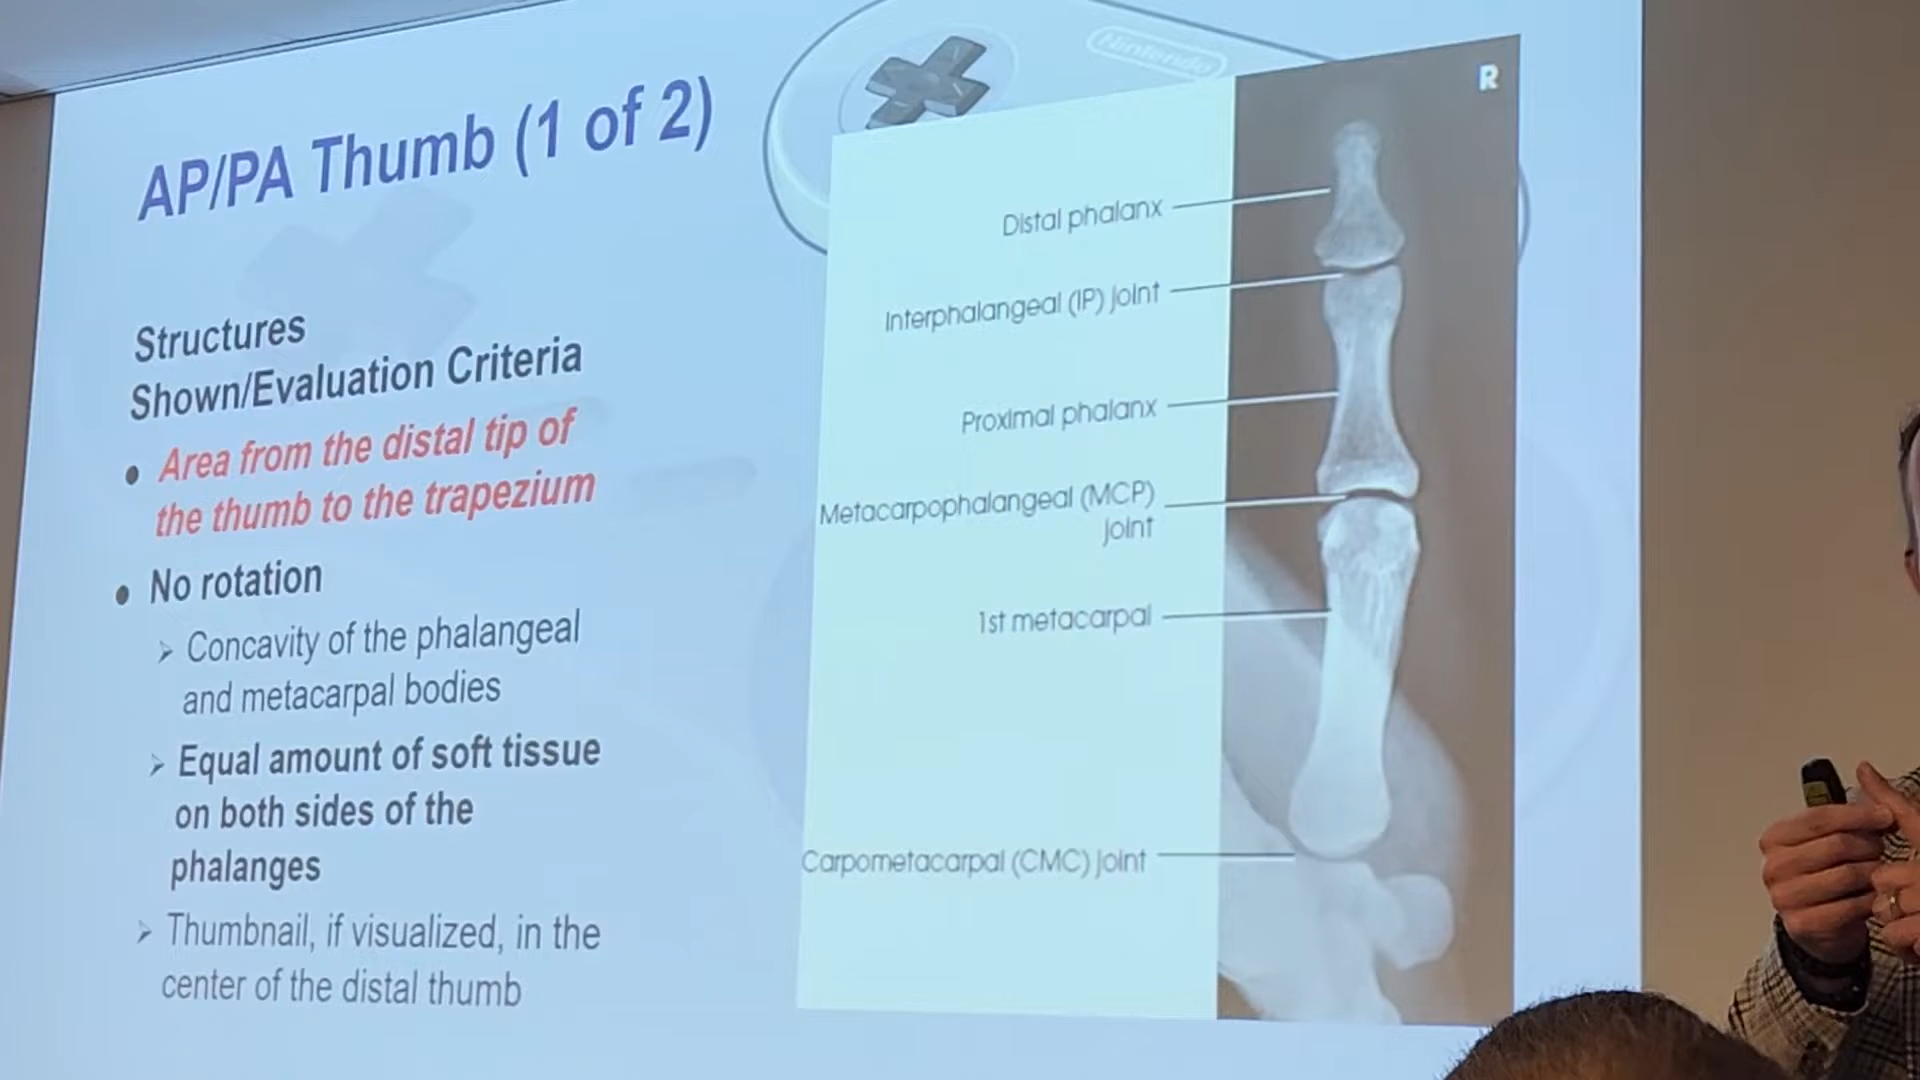 AP/PA Thumb (1 of 2)
Nintendo
R
Structures
Shown/Evaluation Criteria
Area from the distal tip of
the thumb to the trapezium
No rotation
Concavity of the phalangeal
and metacarpal bodies
Equal amount of soft tissue
on both sides of the
phalanges
Thumbnail, if visualized, in the
center of the distal thumb
Distal phalanx
Interphalangeal (IP) joint
Proximal phalanx
Metacarpophalangeal (MCP)
joint
1st metacarpal
Carpometacarpal (CMC) joint